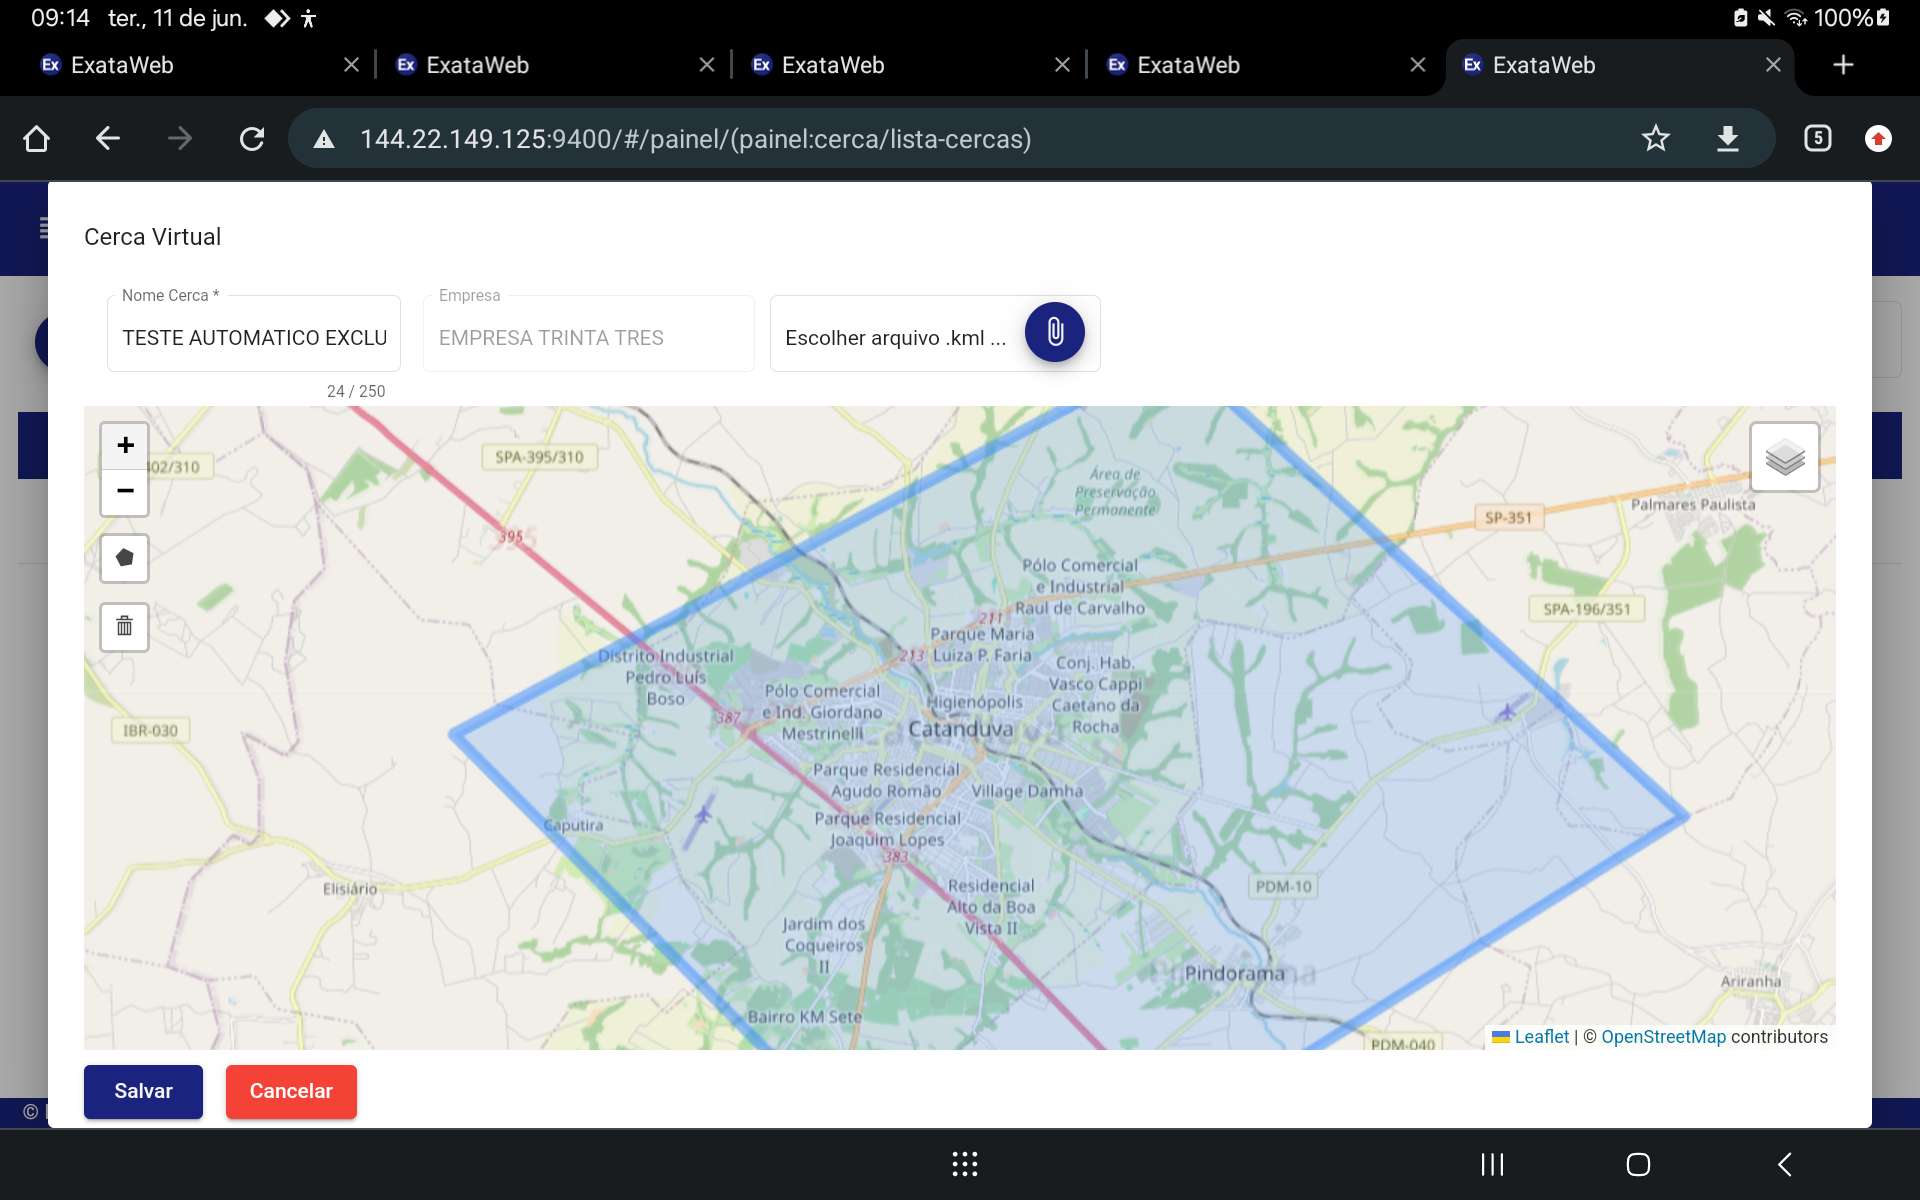 09:14 ter., 11 de jun.
100%
Ex ExataWeb
Ex ExataWeb
Ex ExataWeb
Ex ExataWeb
Ex ExataWeb
144.22.149.125:9400/#/painel/(painel:cerca/lista-cercas)
5
Cerca Virtual
Nome Cerca *
Empresa
TESTE AUTOMATICO EXCLU
EMPRESA TRINTA TRES
Escolher arquivo .kml ...
24 / 250
+
−
402/310
SPA-395/310
395
Área de
Preservação
Permanente
SP-351
Palmares Paulista
Pólo Comercial
e Industrial
Raul de Carvalho
SPA-196/351
211
213
Parque Maria
Luiza P. Faria
Distrito Industrial
Pedro Luís
Boso
Conj. Hab.
Vasco Cappi
Caetano da
Rocha
Pólo Comercial
e Ind. Giordano
Mestrinelli
387
Higienópolis
Catanduva
IBR-030
Parque Residencial
Agudo Romão
Village Damha
Parque Residencial
Joaquim Lopes
Caputira
383
Elisiário
Residencial
Alto da Boa
Vista II
PDM-10
Jardim dos
Coqueiros
II
Pindorama
Ariranha
Bairro KM Sete
PDM-040
Leaflet | © OpenStreetMap contributors
Salvar
Cancelar
©